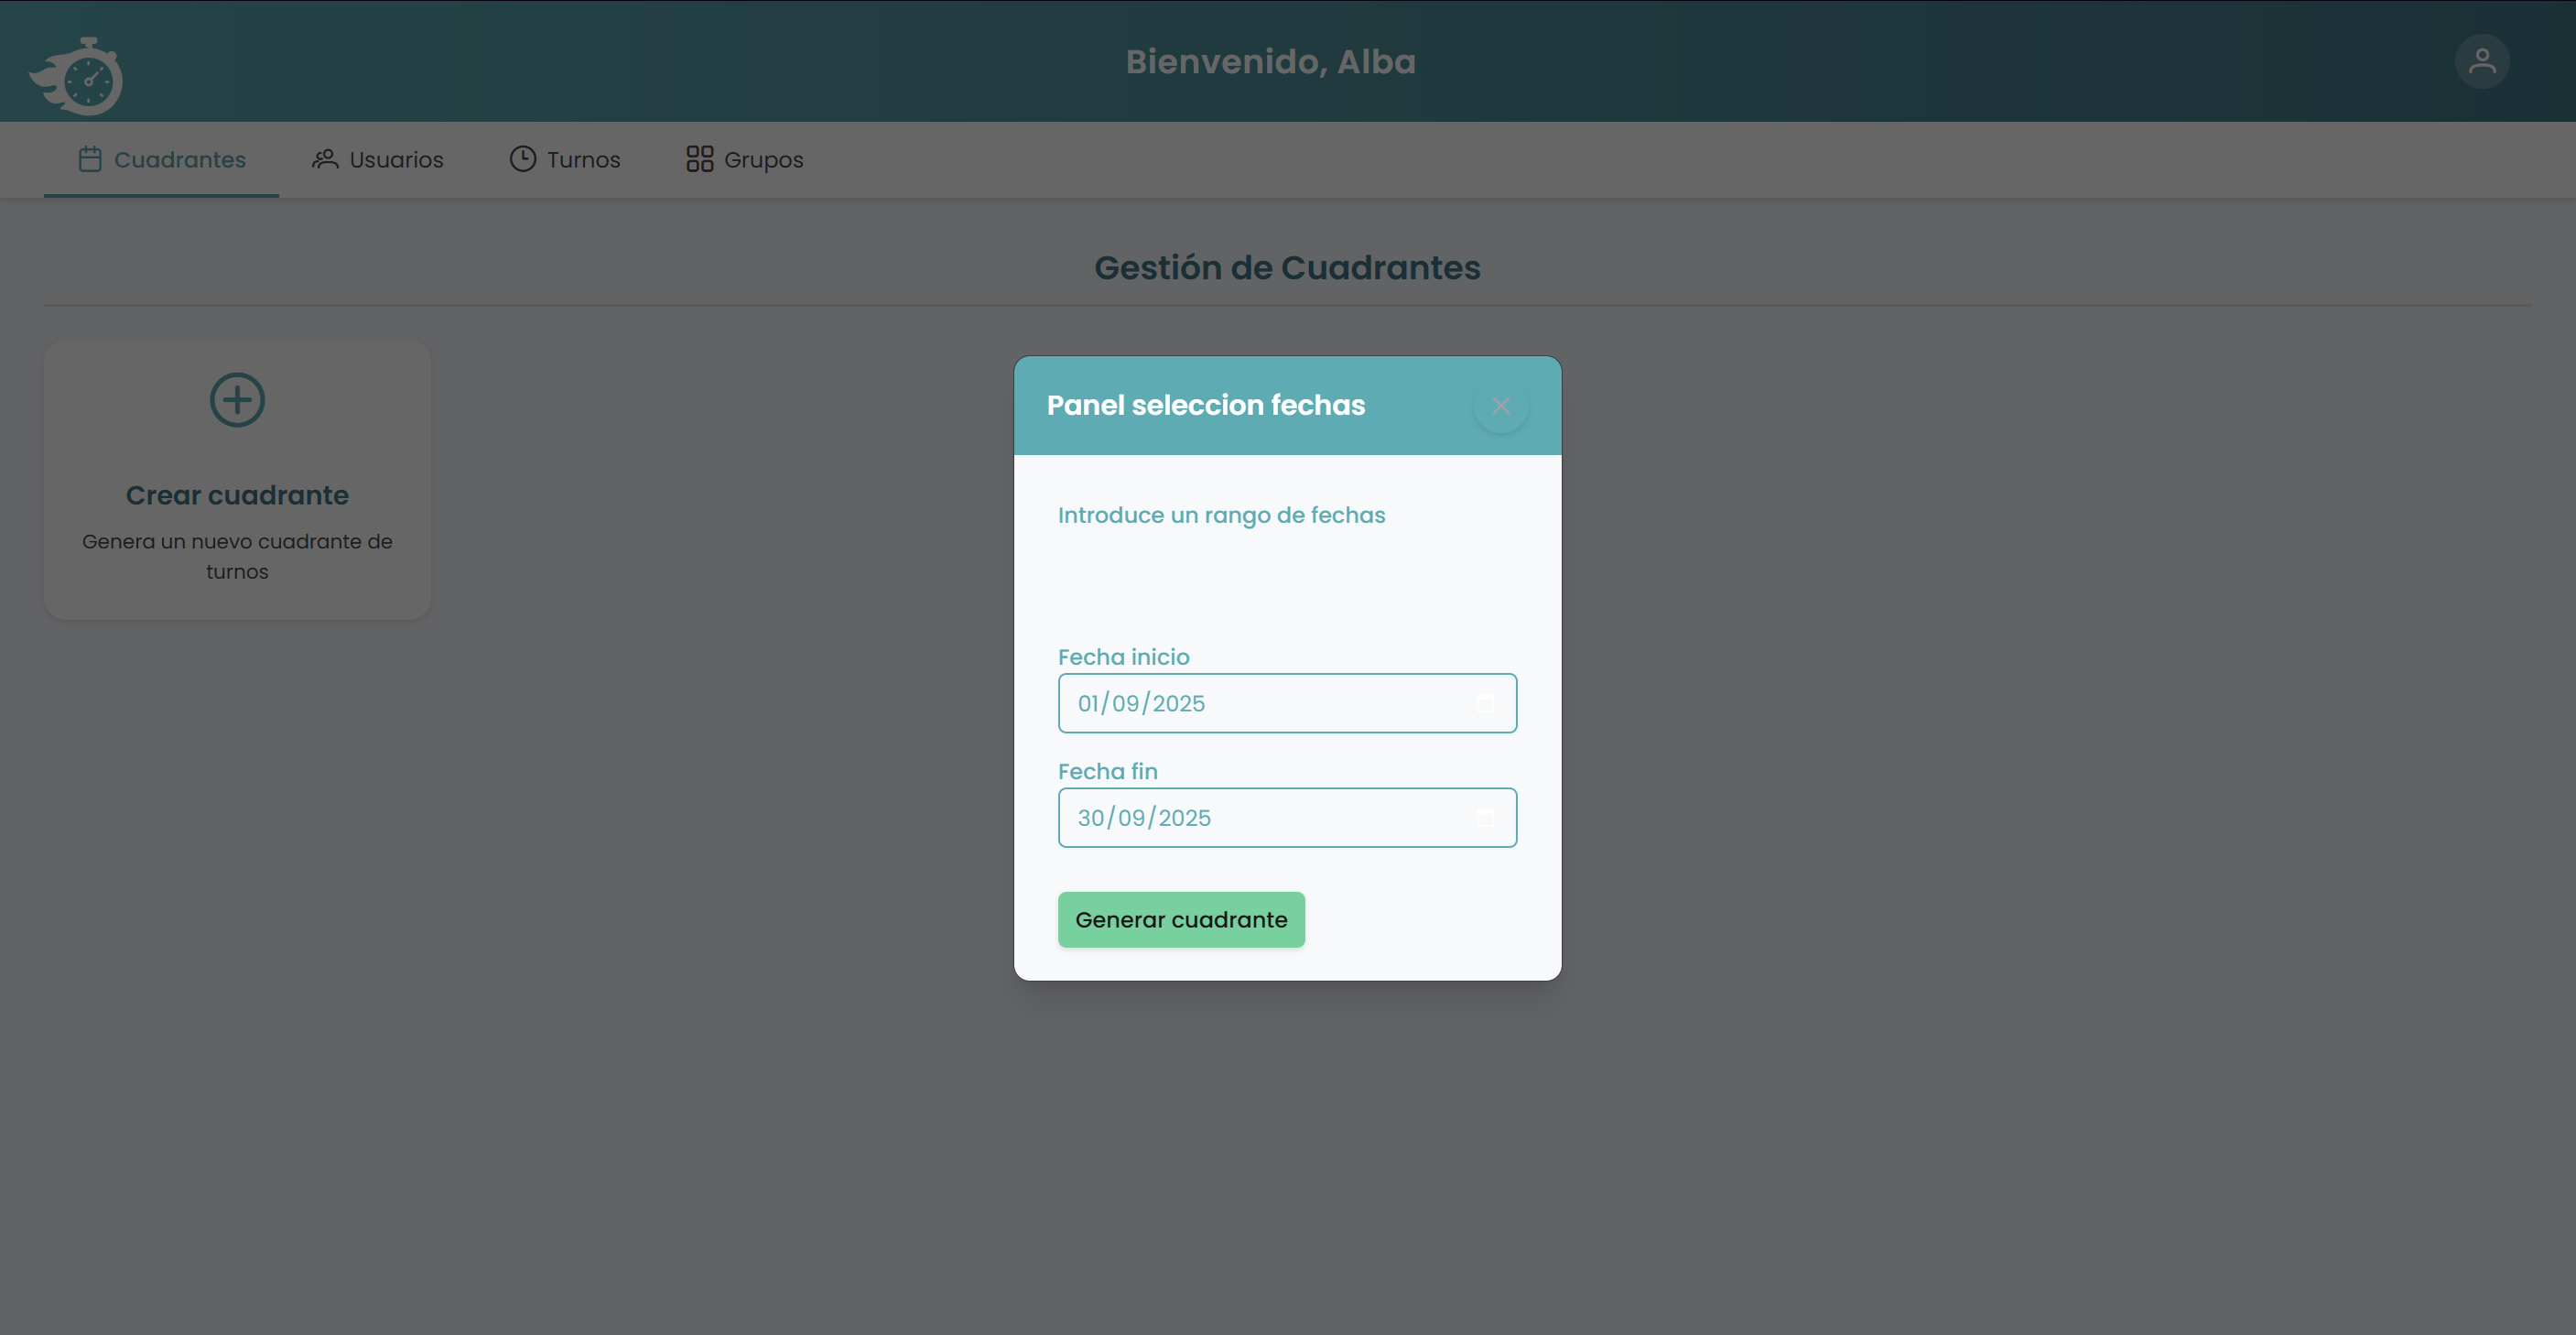 Bienvenido, Alba
Cuadrantes
Usuarios
Turnos
Grupos
Gestión de Cuadrantes
Crear cuadrante
Genera un nuevo cuadrante de
turnos
Panel seleccion fechas
Introduce un rango de fechas
Fecha inicio
01/09/2025
Fecha fin
30/09/2025
Generar cuadrante